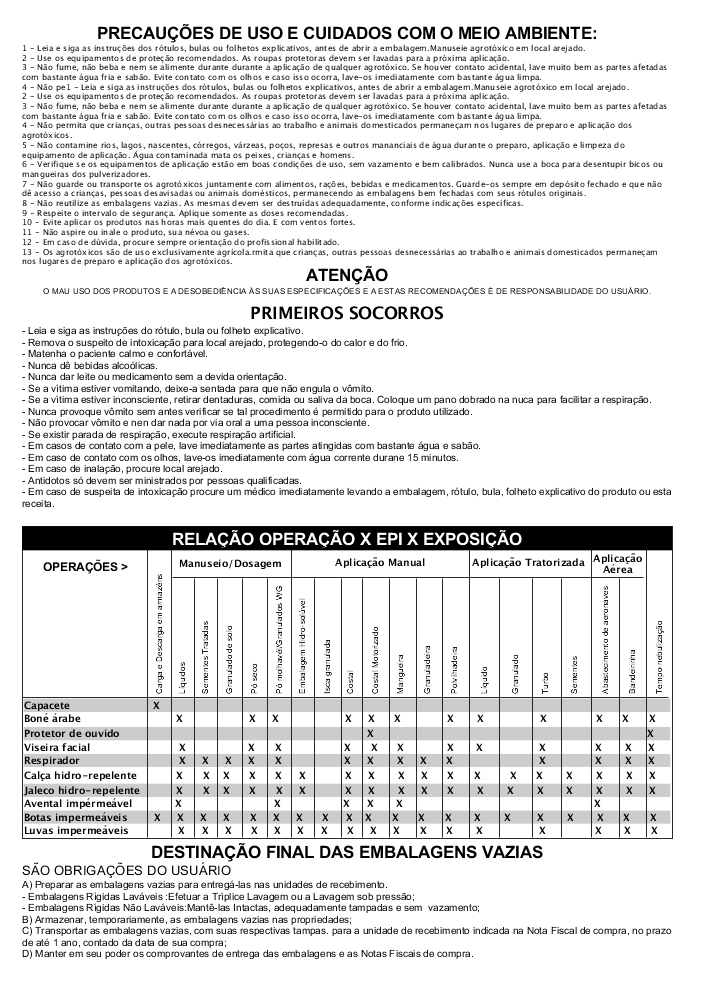 PRECAUÇÕES DE USO E CUIDADOS COM O MEIO AMBIENTE:
1 – Leia e siga as instruções dos rótulos, bulas ou folhetos explicativos, antes de abrir a embalagem.Manuseie agrotóxico em local arejado.
2 – Use os equipamentos de proteção recomendados. As roupas protetoras devem ser lavadas para a próxima aplicação.
3 – Não fume, não beba e nem se alimente durante durante a aplicação de qualquer agrotóxico. Se houver contato acidental, lave muito bem as partes afetadas
com bastante água fria e sabão. Evite contato com os olhos e caso isso ocorra, lave-os imediatamente com bastante água limpa.
4 – Não pe1 – Leia e siga as instruções dos rótulos, bulas ou folhetos explicativos, antes de abrir a embalagem.Manuseie agrotóxico em local arejado.
2 – Use os equipamentos de proteção recomendados. As roupas protetoras devem ser lavadas para a próxima aplicação.
3 – Não fume, não beba e nem se alimente durante durante a aplicação de qualquer agrotóxico. Se houver contato acidental, lave muito bem as partes afetadas
com bastante água fria e sabão. Evite contato com os olhos e caso isso ocorra, lave-os imediatamente com bastante água limpa.
4 – Não permita que crianças, outras pessoas desnecessárias ao trabalho e animais domesticados permaneçam nos lugares de preparo e aplicação dos
agrotóxicos.
5 – Não contamine rios, lagos, nascentes, córregos, várzeas, poços, represas e outros mananciais de água durante o preparo, aplicação e limpeza do
equipamento de aplicação. Água contaminada mata os peixes, crianças e homens.
6 – Verifique se os equipamentos de aplicação estão em boas condições de uso, sem vazamento e bem calibrados. Nunca use a boca para desentupir bicos ou
mangueiras dos pulverizadores.
7 – Não guarde ou transporte os agrotóxicos juntamente com alimentos, rações, bebidas e medicamentos. Guarde-os sempre em depósito fechado e que não
dê acesso a crianças, pessoas desavisadas ou animais domésticos, permanecendo as embalagens bem fechadas com seus rótulos originais.
8 – Não reutilize as embalagens vazias. As mesmas devem ser destruídas adequadamente, conforme indicações específicas.
9 – Respeite o intervalo de segurança. Aplique somente as doses recomendadas.
10 – Evite aplicar os produtos nas horas mais quentes do dia. E com ventos fortes.
11 – Não aspire ou inale o produto, sua névoa ou gases.
12 – Em caso de dúvida, procure sempre orientação do profissional habilitado.
13 – Os agrotóxicos são de uso exclusivamente agrícola.rmita que crianças, outras pessoas desnecessárias ao trabalho e animais domesticados permaneçam
nos lugares de preparo e aplicação dos agrotóxicos.
ATENÇÃO
O MAU USO DOS PRODUTOS E A DESOBEDIÊNCIA ÀS SUAS ESPECIFICAÇÕES E A ESTAS RECOMENDAÇÕES É DE RESPONSABILIDADE DO USUÁRIO.
PRIMEIROS SOCORROS
- Leia e siga as instruções do rótulo, bula ou folheto explicativo.
- Remova o suspeito de intoxicação para local arejado, protegendo-o do calor e do frio.
- Matenha o paciente calmo e confortável.
- Nunca dê bebidas alcoólicas.
- Nunca dar leite ou medicamento sem a devida orientação.
- Se a vítima estiver vomitando, deixe-a sentada para que não engula o vômito.
- Se a vítima estiver inconsciente, retirar dentaduras, comida ou saliva da boca. Coloque um pano dobrado na nuca para facilitar a respiração.
- Nunca provoque vômito sem antes verificar se tal procedimento é permitido para o produto utilizado.
- Não provocar vômito e nen dar nada por via oral a uma pessoa inconsciente.
- Se existir parada de respiração, execute respiração artificial.
- Em casos de contato com a pele, lave imediatamente as partes atingidas com bastante água e sabão.
- Em caso de contato com os olhos, lave-os imediatamente com água corrente durane 15 minutos.
- Em caso de inalação, procure local arejado.
- Antidotos só devem ser ministrados por pessoas qualificadas.
- Em caso de suspeita de intoxicação procure um médico imediatamente levando a embalagem, rótulo, bula, folheto explicativo do produto ou esta
receita.
RELAÇÃO OPERAÇÃO X EPI X EXPOSIÇÃO
OPERAÇÕES > Manuseio/Dosagem Aplicação Manual Aplicação Tratorizada Aplicação Aérea
Carga e Descarga em armazéns
Líquidos
Sementes Tratadas
Granulado de solo
Pó seco
Pó molhavél/Granulados WG
Embalagem Hidro-solúvel
Isca granulada
Costal
Costal Motorizado
Mangueira
Granuladeira
Polvilhadeira
Líquido
Granulado
Turbo
Sementes
Abastecimento de aeronaves
Bandeirinha
Tempo-nebulização
Capacete X
Boné árabe X X X X X X X X X X X X
Protetor de ouvido X X
Viseira facial X X X X X X X X X X X X
Respirador X X X X X X X X X X X X X X
Calça hidro-repelente X X X X X X X X X X X X X X X X X X
Jaleco hidro-repelente X X X X X X X X X X X X X X X X X X
Avental impérmeável X X X X X X
Botas impermeáveis X X X X X X X X X X X X X X X X X X X X
Luvas impermeáveis X X X X X X X X X X X X X X X X
DESTINAÇÃO FINAL DAS EMBALAGENS VAZIAS
SÃO OBRIGAÇÕES DO USUÁRIO
A) Preparar as embalagens vazias para entregá-las nas unidades de recebimento.
- Embalagens Rígidas Laváveis :Efetuar a Triplice Lavagem ou a Lavagem sob pressão;
- Embalagens Rigidas Não Laváveis:Mantê-las Intactas, adequadamente tampadas e sem vazamento;
B) Armazenar, temporariamente, as embalagens vazias nas propriedades;
C) Transportar as embalagens vazias, com suas respectivas tampas. para a unidade de recebimento indicada na Nota Fiscal de compra, no prazo
de até 1 ano, contado da data de sua compra;
D) Manter em seu poder os comprovantes de entrega das embalagens e as Notas Fiscais de compra.